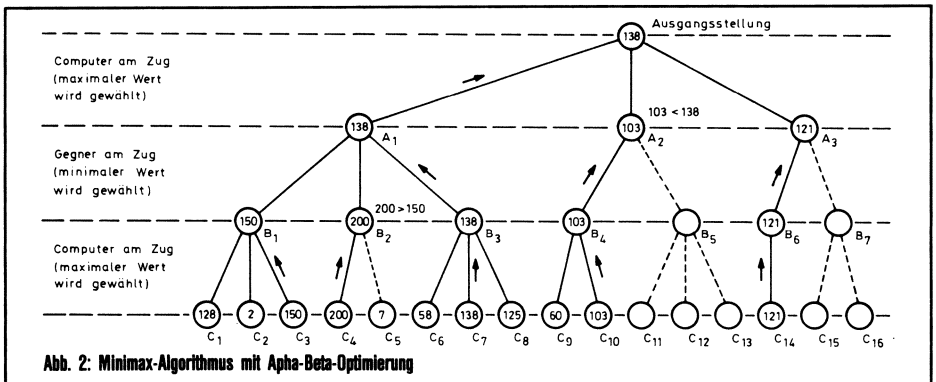 Ausgangsstellung
138
Computer am Zug
(maximaler Wert
wird gewählt)
138 A1
103 < 138
103 A2
121 A3
Gegner am Zug
(minimaler Wert
wird gewählt)
150 B1
200 > 150
200 B2
138 B3
103 B4
B5
121 B6
B7
Computer am Zug
(maximaler Wert
wird gewählt)
128 2 150 200 7 58 138 125 60 103 121
C1 C2 C3 C4 C5 C6 C7 C8 C9 C10 C11 C12 C13 C14 C15 C16
Abb. 2: Minimax-Algorithmus mit Apha-Beta-Optimierung